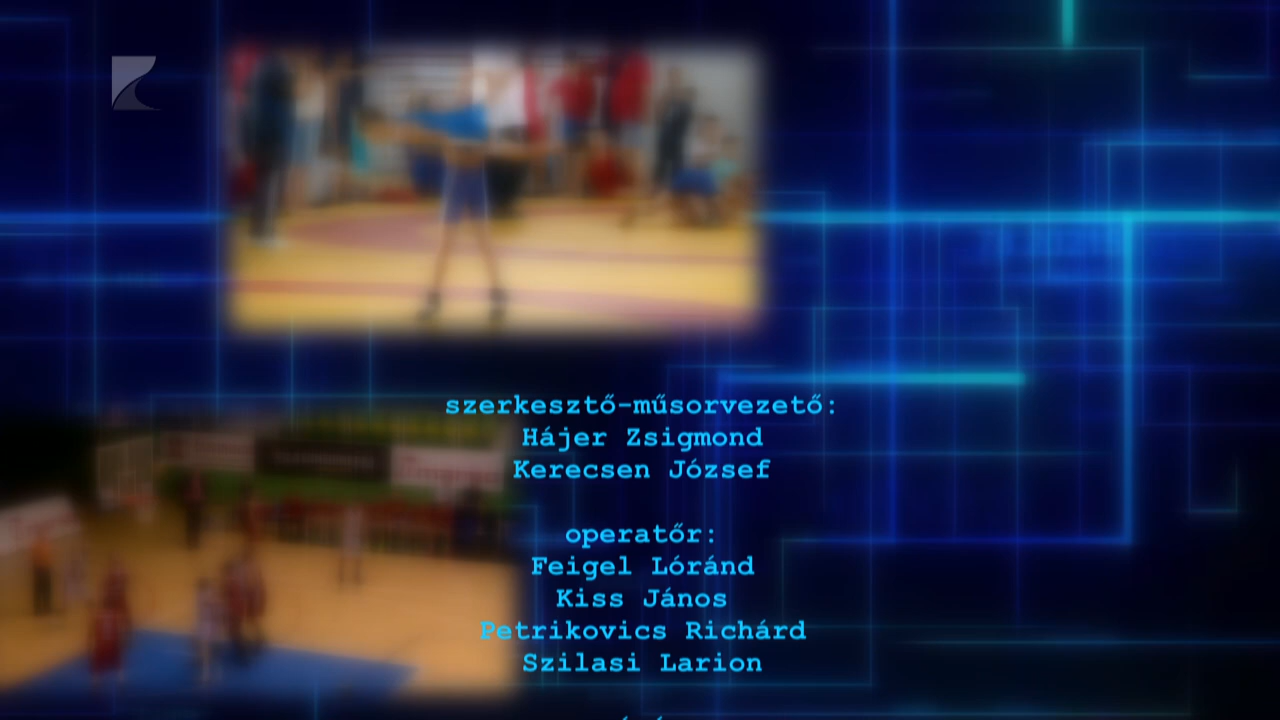 szerkesztő-műsorvezető:
Hájer Zsigmond
Kerecsen József
operatőr:
Feigel Lóránd
Kiss János
Petrikovics Richárd
Szilasi Larion